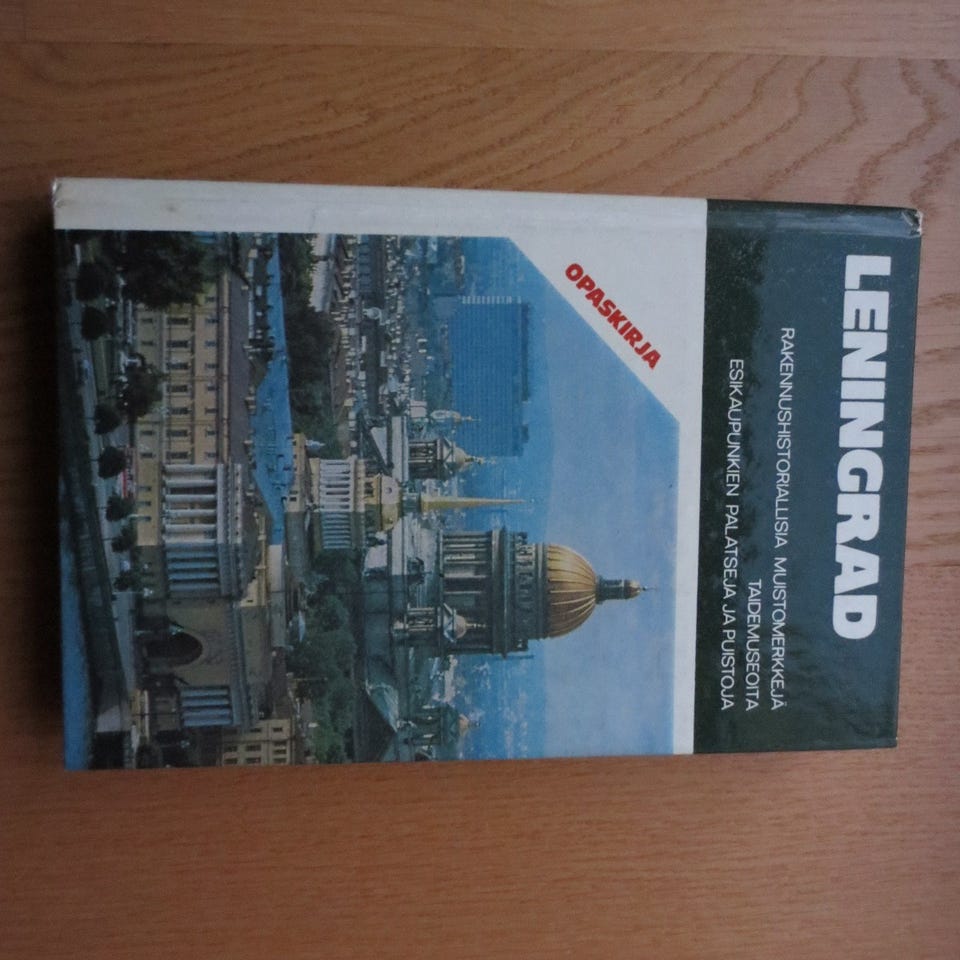 LENINGRAD
RAKENNUSHISTORIALLISIA MUISTOMERKKEJÄ
TAIDEMUSEOITA
ESIKAUPUNKIEN PALATSEJA JA PUISTOJA
OPASKIRJA